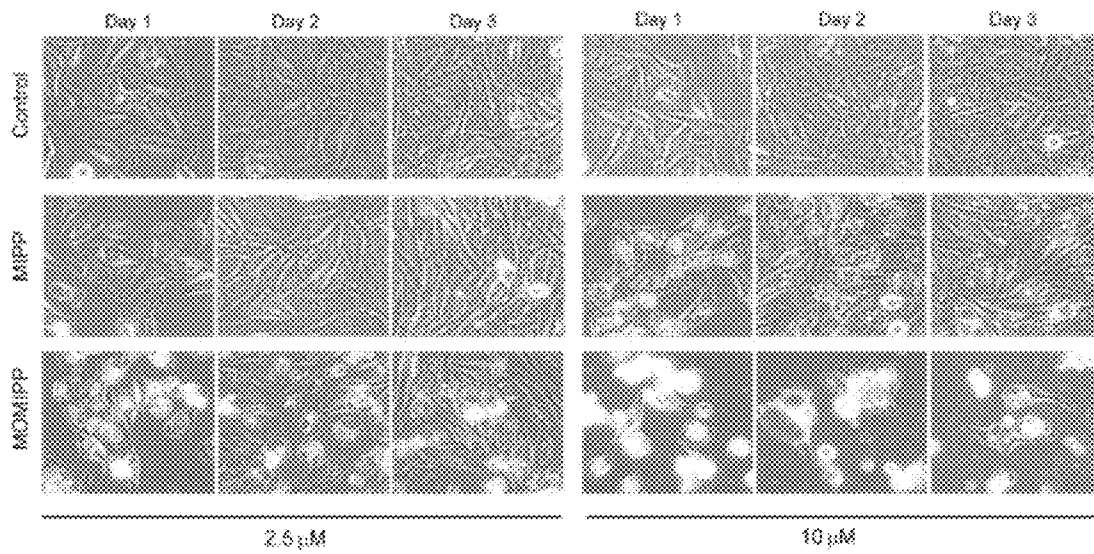 Day 1 Day 2 Day 3 Day 1 Day 2 Day 3
Control
MIPP
MOMIPP
2.5 μM 10 μM